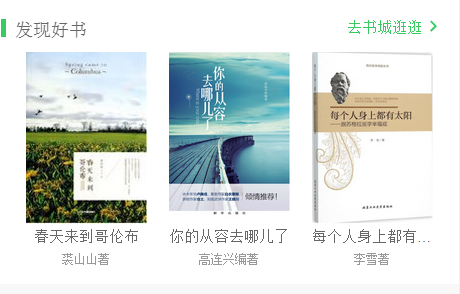 发现好书
去书城逛逛 >
Spring came to
Columbus
春天来到
哥伦布
你的从容
去哪儿了
倾情推荐！
每个人身上都有太阳
春天来到哥伦布
你的从容去哪儿了
每个人身上都有...
裘山山著
高连兴编著
李雪著